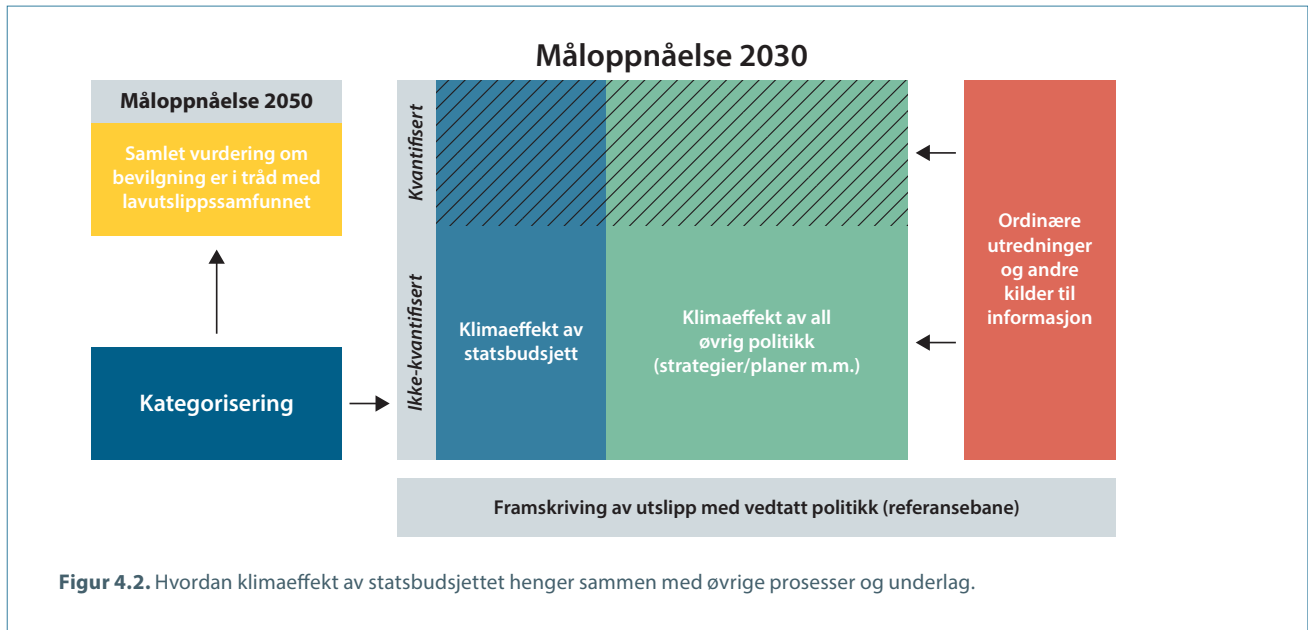 Måloppnåelse 2030
Måloppnåelse 2050
Samlet vurdering om
bevilgning er i tråd med
lavutslippssamfunnet
Kategorisering
Kvantifisert
Ikke-kvantifisert
Klimaeffekt av
statsbudsjett
Klimaeffekt av all
øvrig politikk
(strategier/planer m.m.)
Ordinære
utredninger
og andre
kilder til
informasjon
Framskriving av utslipp med vedtatt politikk (referansebane)
Figur 4.2. Hvordan klimaeffekt av statsbudsjettet henger sammen med øvrige prosesser og underlag.